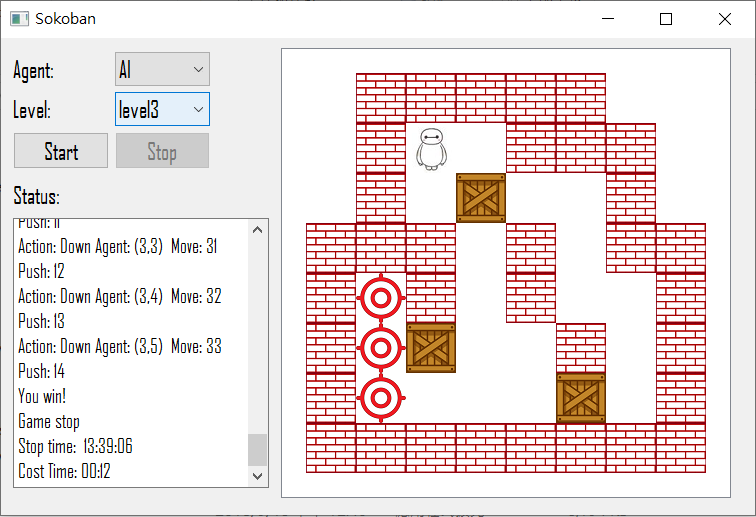 Sokoban
Agent:
AI
Level:
level3
Start
Stop
Status:
Push: 11
Action: Down Agent: (3,3) Move: 31
Push: 12
Action: Down Agent: (3,4) Move: 32
Push: 13
Action: Down Agent: (3,5) Move: 33
Push: 14
You win!
Game stop
Stop time: 13:39:06
Cost Time: 00:12